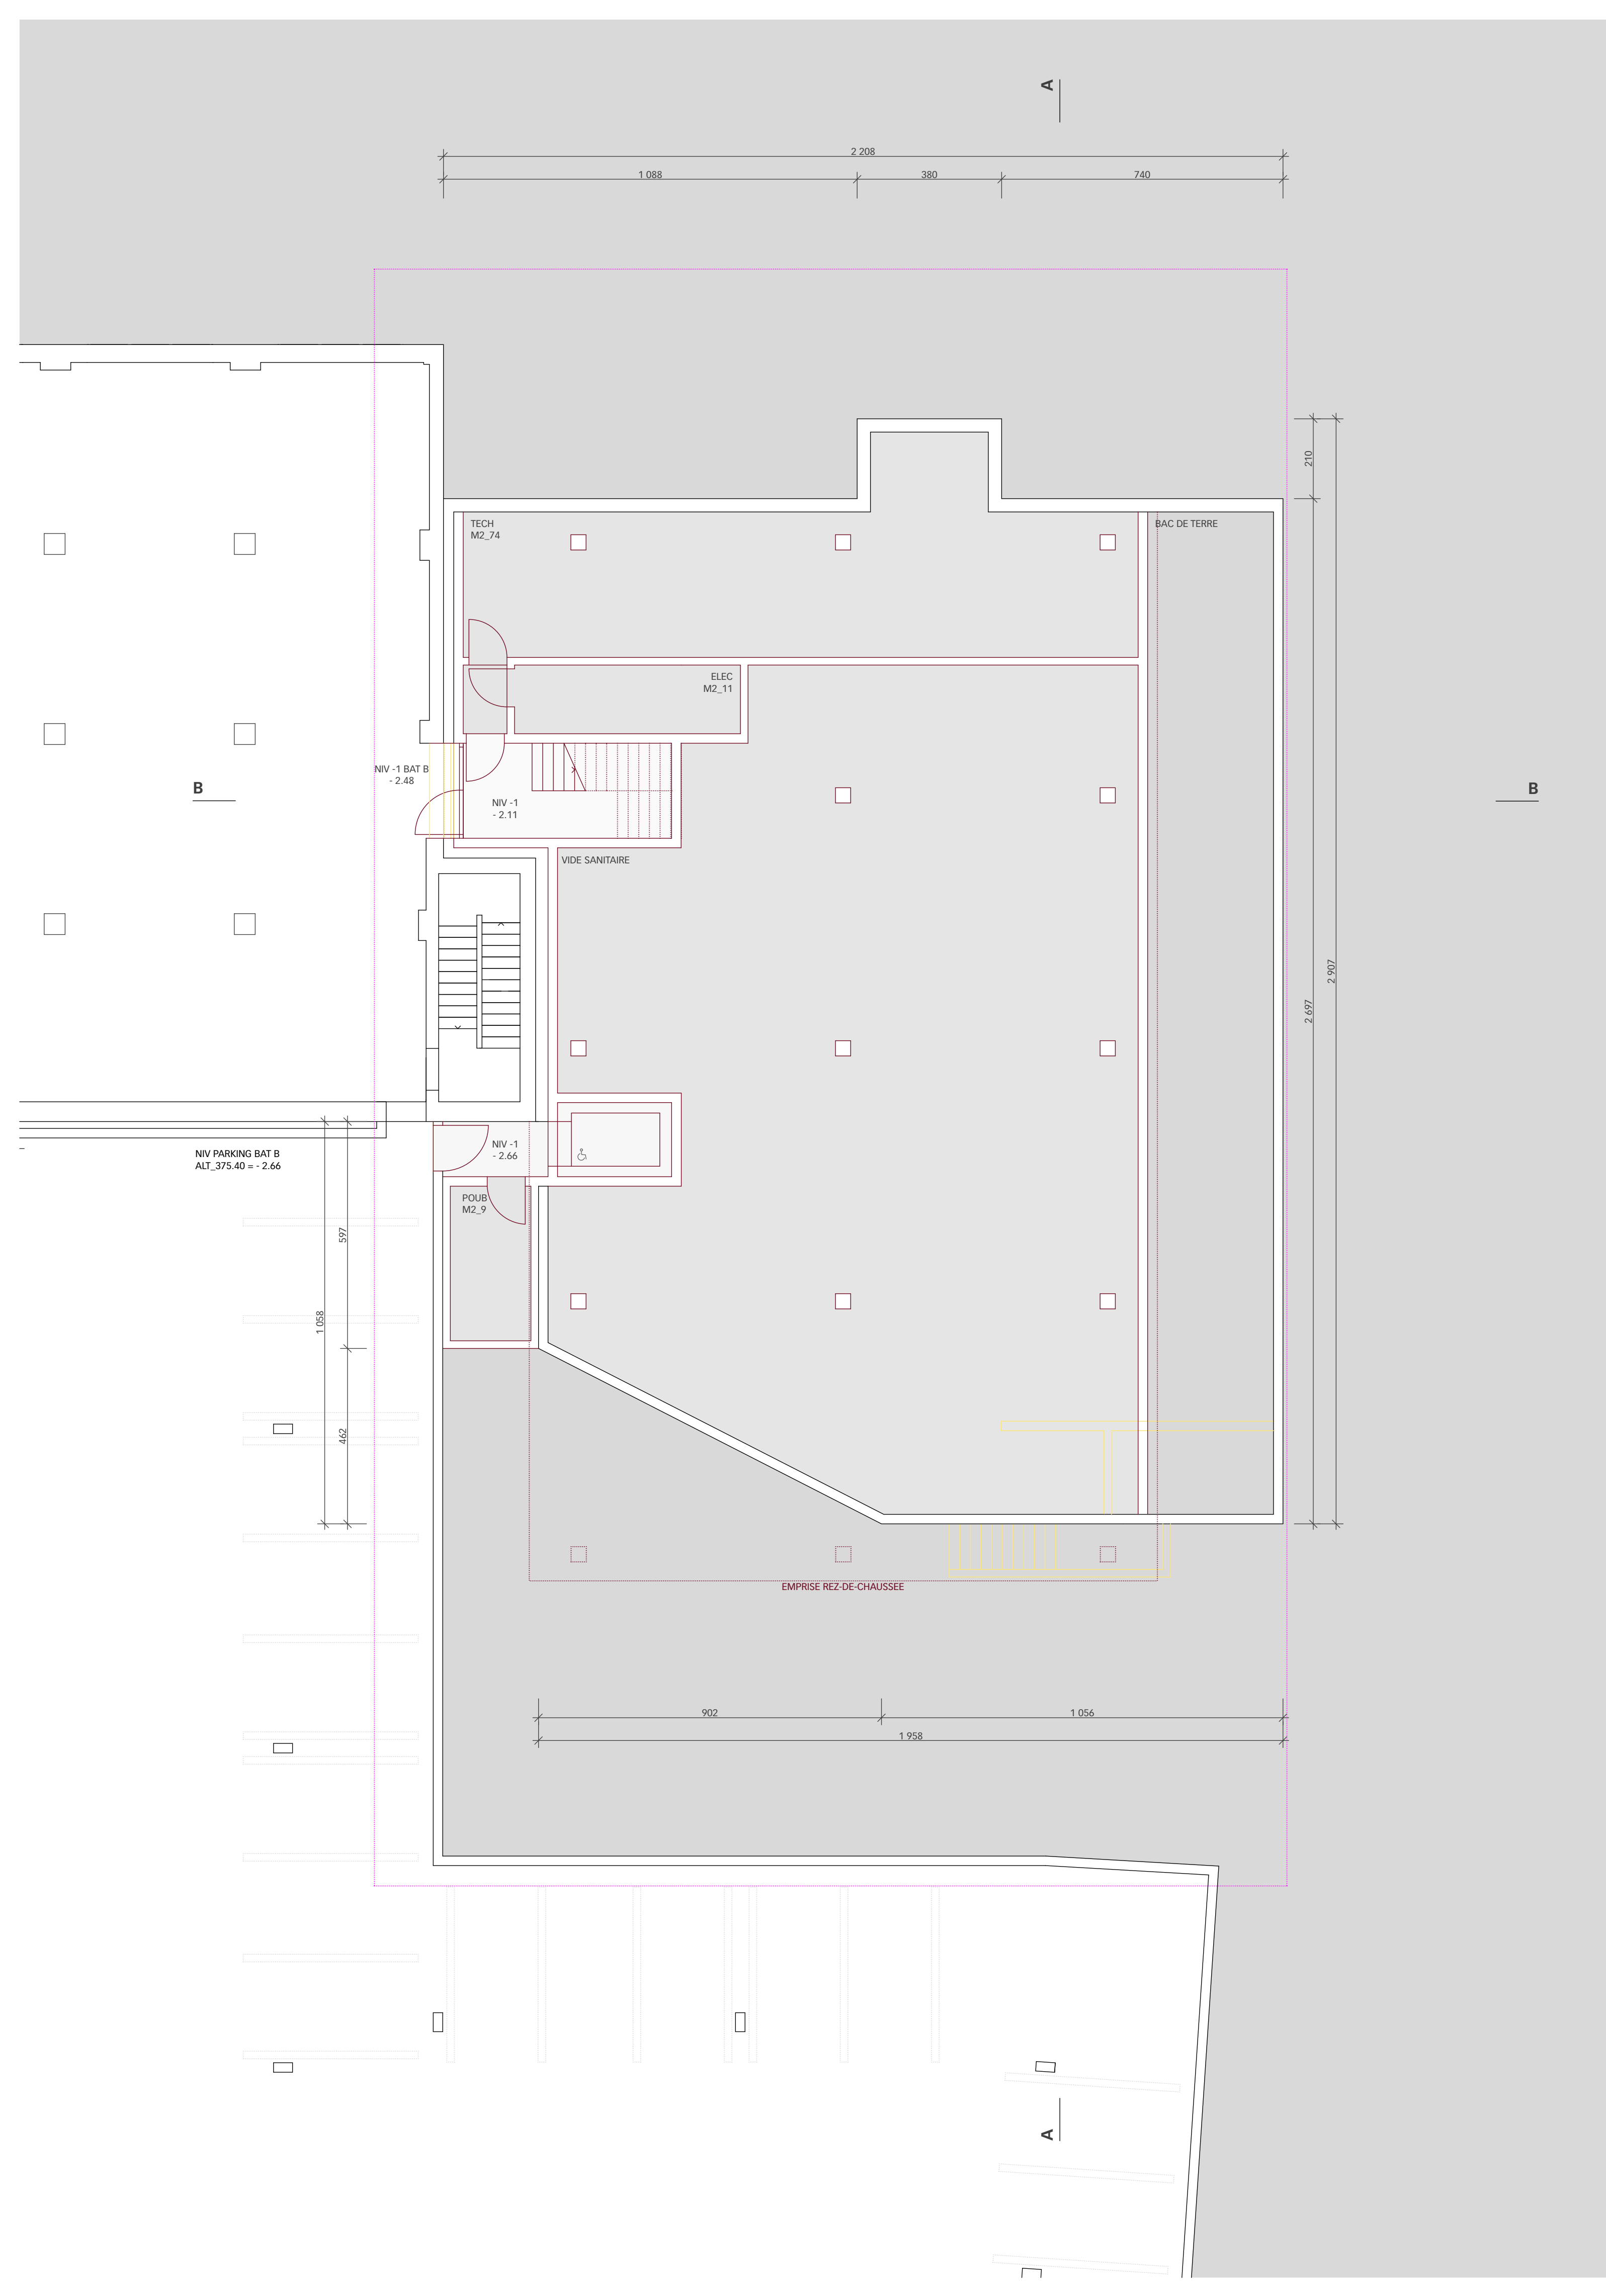 A
2 208
1 088
380
740
210
TECH
M2_74
BAC DE TERRE
ELEC
M2_11
NIV -1 BAT B
- 2.48
B
B
NIV -1
- 2.11
VIDE SANITAIRE
2 907
2 697
NIV PARKING BAT B
ALT_375.40 = - 2.66
NIV -1
- 2.66
POUB
M2_9
597
1 058
462
EMPRISE REZ-DE-CHAUSSEE
902
1 056
1 958
A